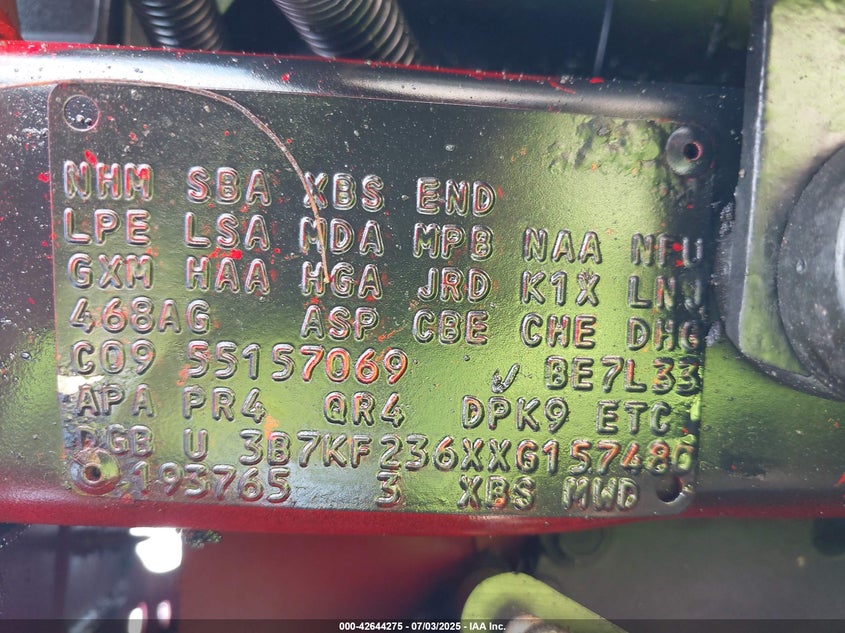 NHM SBA XBS END
LPE LSA MDA MPB NAA NFU
GXM HAA HGA JRD K1X LNJ
468AG ASP CBE CHE DHG
C09 55157069 BE7L33
APA PR4 QR4 DPK9 ETC
DGB U 3B7KF236XXG157480
193765 3 XBS MWD
000-42644275 | 07/03/2025 - IAA Inc.